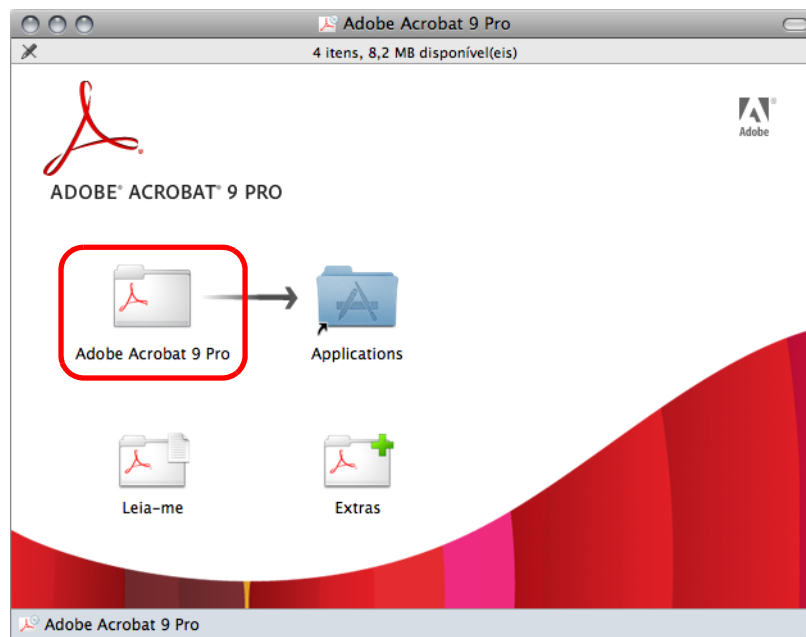 Adobe Acrobat 9 Pro
4 itens, 8,2 MB disponível(eis)
Adobe
ADOBE® ACROBAT® 9 PRO
Adobe Acrobat 9 Pro
Applications
Leia-me
Extras
Adobe Acrobat 9 Pro